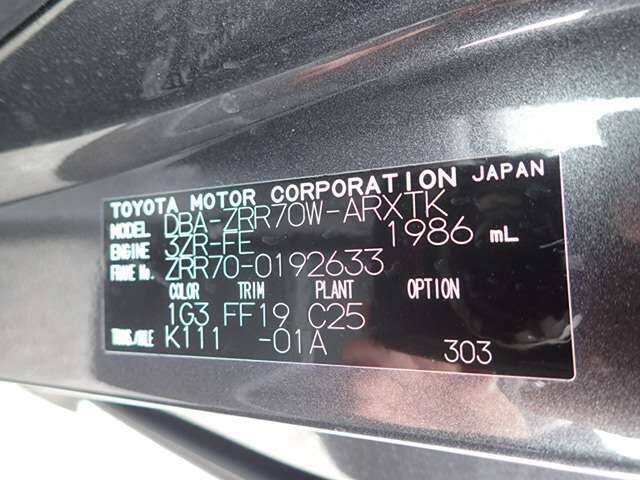 TOYOTA MOTOR CORPORATION JAPAN
MODEL DBA-ZRR70W-ARXTK
ENGINE 3ZR-FE 1986 mL
FRAME No. ZRR70-0192633
COLOR TRIM PLANT OPTION
1G3 FF19 C25
TRANS/AXLE K111 -01A 303